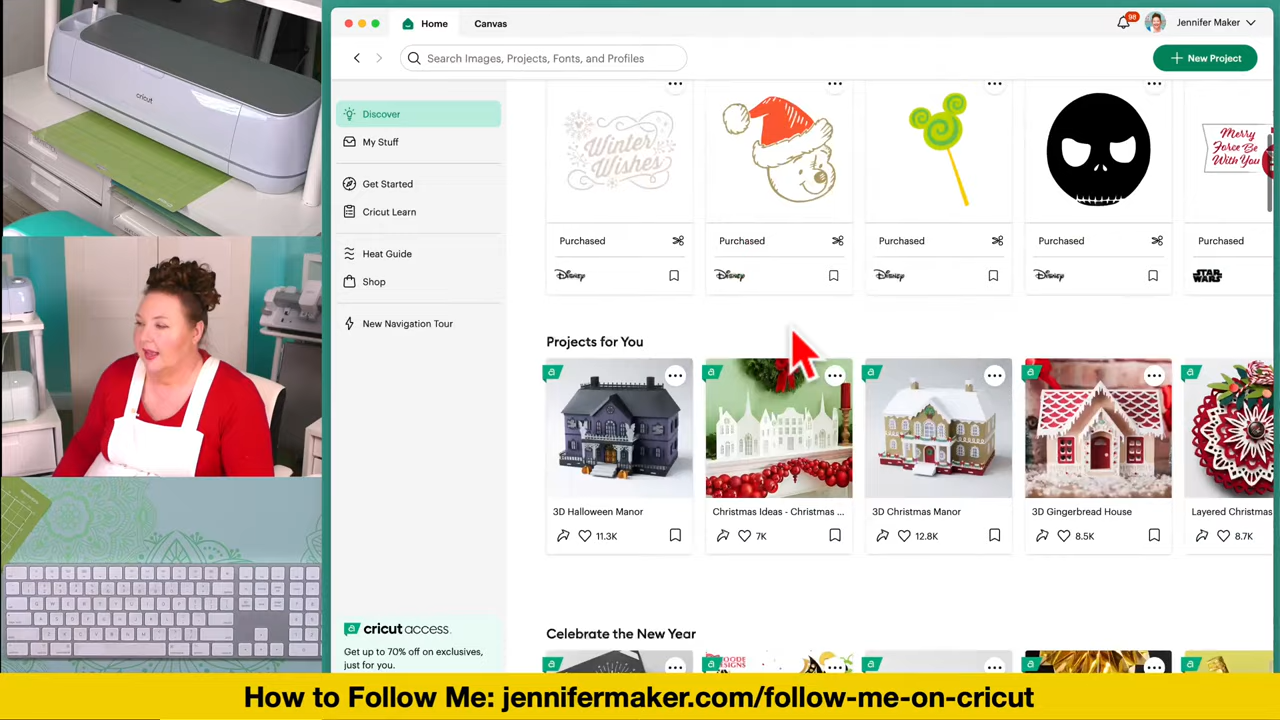 cricut
Home
Canvas
98
Jennifer Maker
Search Images, Projects, Fonts, and Profiles
New Project
Discover
My Stuff
Get Started
Cricut Learn
Heat Guide
Shop
New Navigation Tour
Winter
Wishes
Merry
Force Be
With You
Purchased
Purchased
Purchased
Purchased
Purchased
Disney
Disney
Disney
Disney
STAR
WARS
Projects for You
a
a
a
a
a
3D Halloween Manor
Christmas Ideas - Christmas ...
3D Christmas Manor
3D Gingerbread House
Layered Christmas
11.3K
7K
12.8K
8.5K
8.7K
Celebrate the New Year
a cricut access.
Get up to 70% off on exclusives,
just for you.
How to Follow Me: jennifermaker.com/follow-me-on-cricut